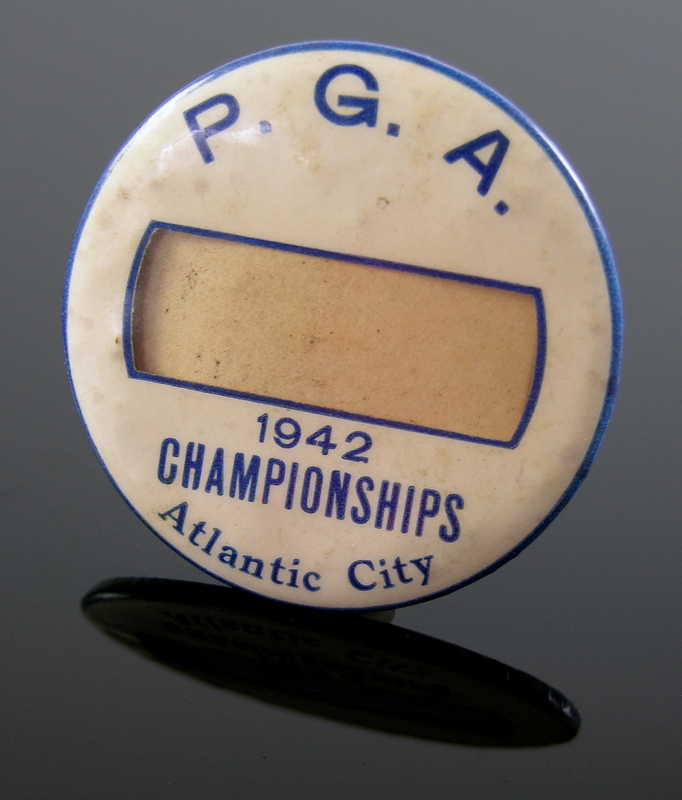 P. G. A.
1942
CHAMPIONSHIPS
Atlantic City